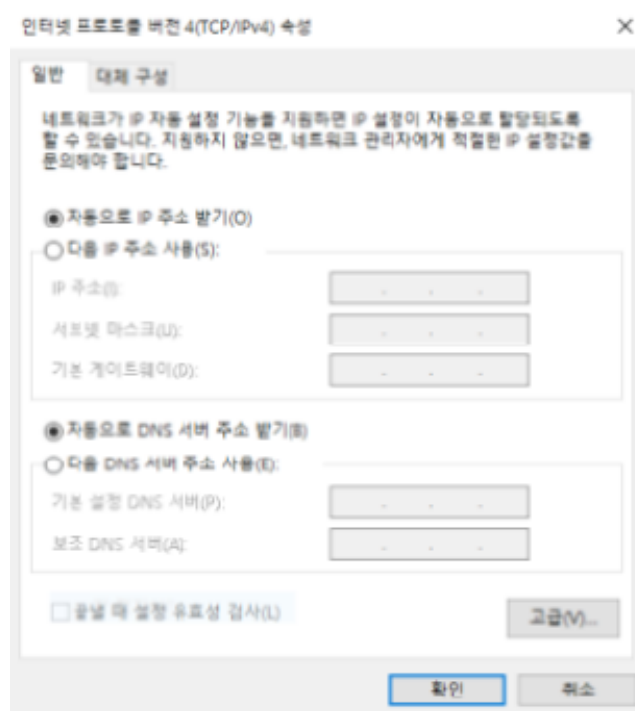 인터넷 프로토콜 버전 4(TCP/IPv4) 속성
일반
대체 구성
네트워크가 IP 자동 설정 기능을 지원하면 IP 설정이 자동으로 할당되도록
할 수 있습니다. 지원하지 않으면, 네트워크 관리자에게 적절한 IP 설정값을
문의해야 합니다.
자동으로 IP 주소 받기(O)
다음 IP 주소 사용(S):
IP 주소(I):
서브넷 마스크(U):
기본 게이트웨이(D):
자동으로 DNS 서버 주소 받기(B)
다음 DNS 서버 주소 사용(E):
기본 설정 DNS 서버(P):
보조 DNS 서버(A):
끝낼 때 설정 유효성 검사(L)
고급(V)...
확인
취소